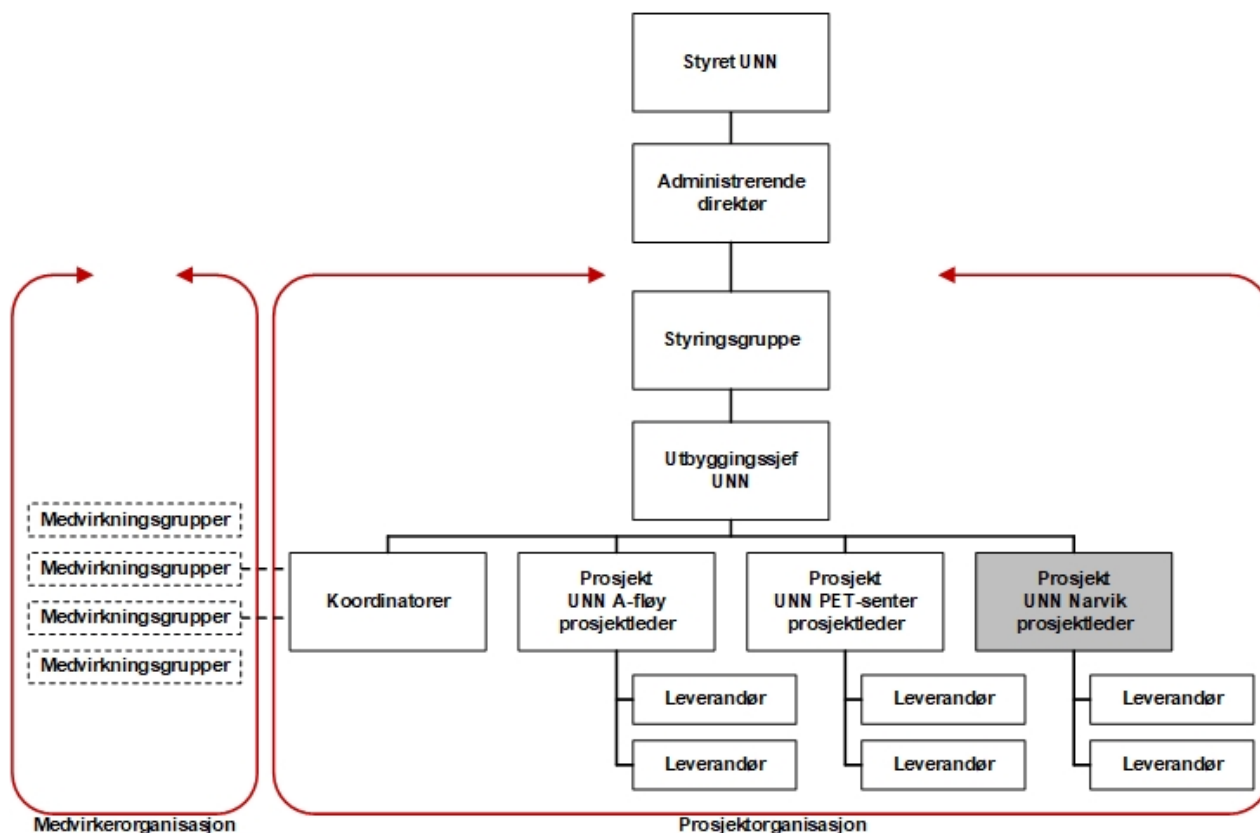 Styret UNN
Administrerende
direktør
Styringsgruppe
Utbyggingssjef
UNN
Medvirkningsgrupper
Medvirkningsgrupper
Medvirkningsgrupper
Medvirkningsgrupper
Koordinatorer
Prosjekt
UNN A-fløy
prosjektleder
Prosjekt
UNN PET-senter
prosjektleder
Prosjekt
UNN Narvik
prosjektleder
Leverandør
Leverandør
Leverandør
Leverandør
Leverandør
Leverandør
Medvirkerorganisasjon
Prosjektorganisasjon